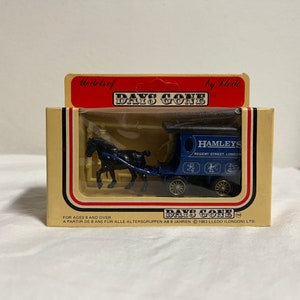 Models of by Lledo
DAYS GONE
HAMLEYS
REGENT STREET, LONDON
FOR AGES 8 AND OVER
DAYS GONE
A PARTIR DE 8 ANS FÜR ALLE ALTERSGRUPPEN AB 8 JAHREN © 1983 LLEDO (LONDON) LTD.